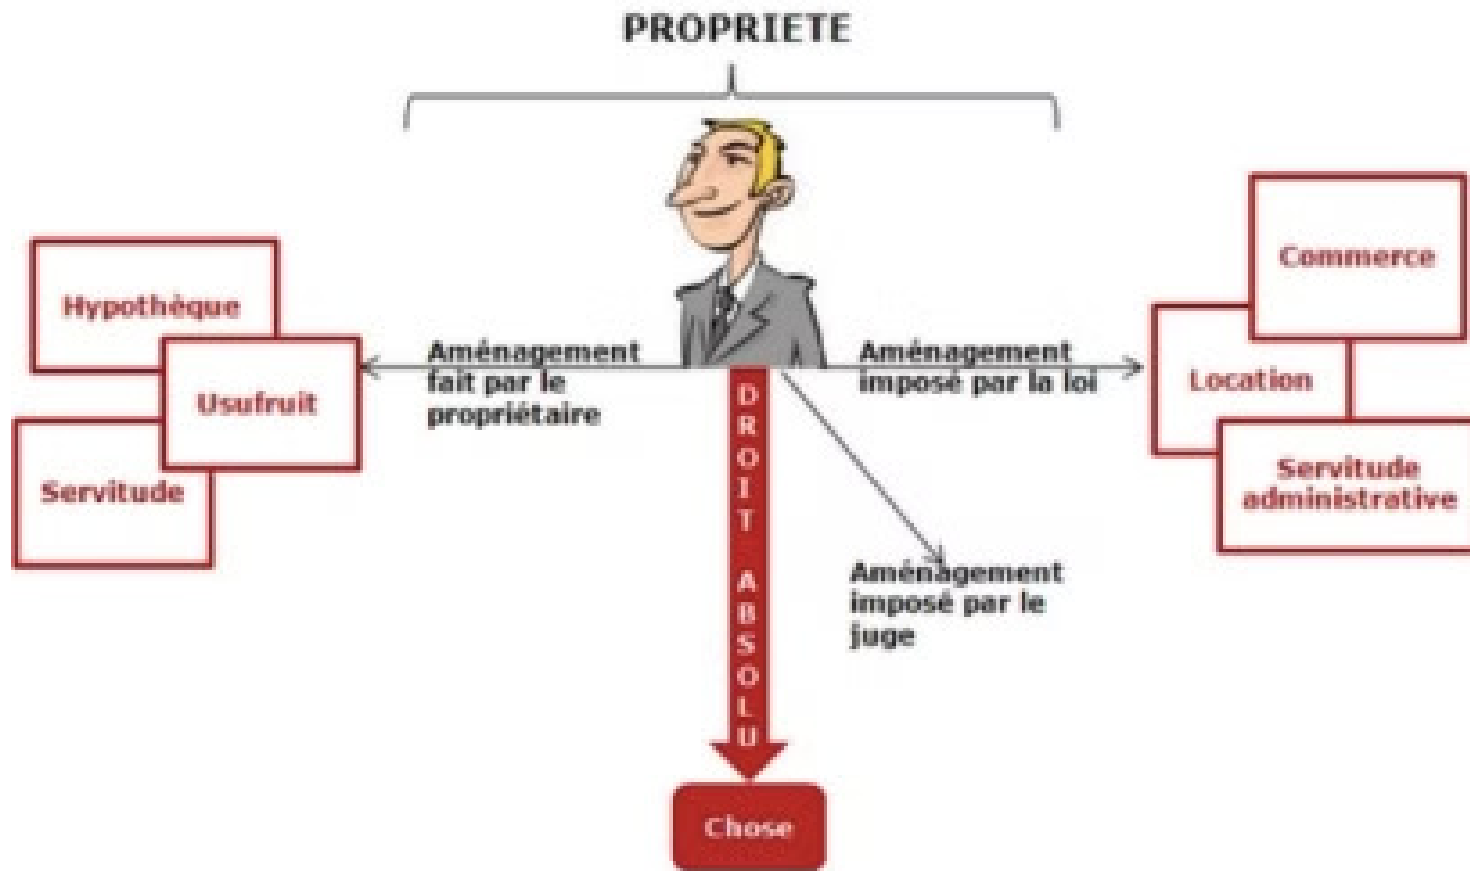 PROPRIETE
Hypothèque
Usufruit
Servitude
Aménagement
fait par le
propriétaire
DROIT ABSOLU
Aménagement
imposé par la loi
Commerce
Location
Servitude
administrative
Aménagement
imposé par le
juge
Chose